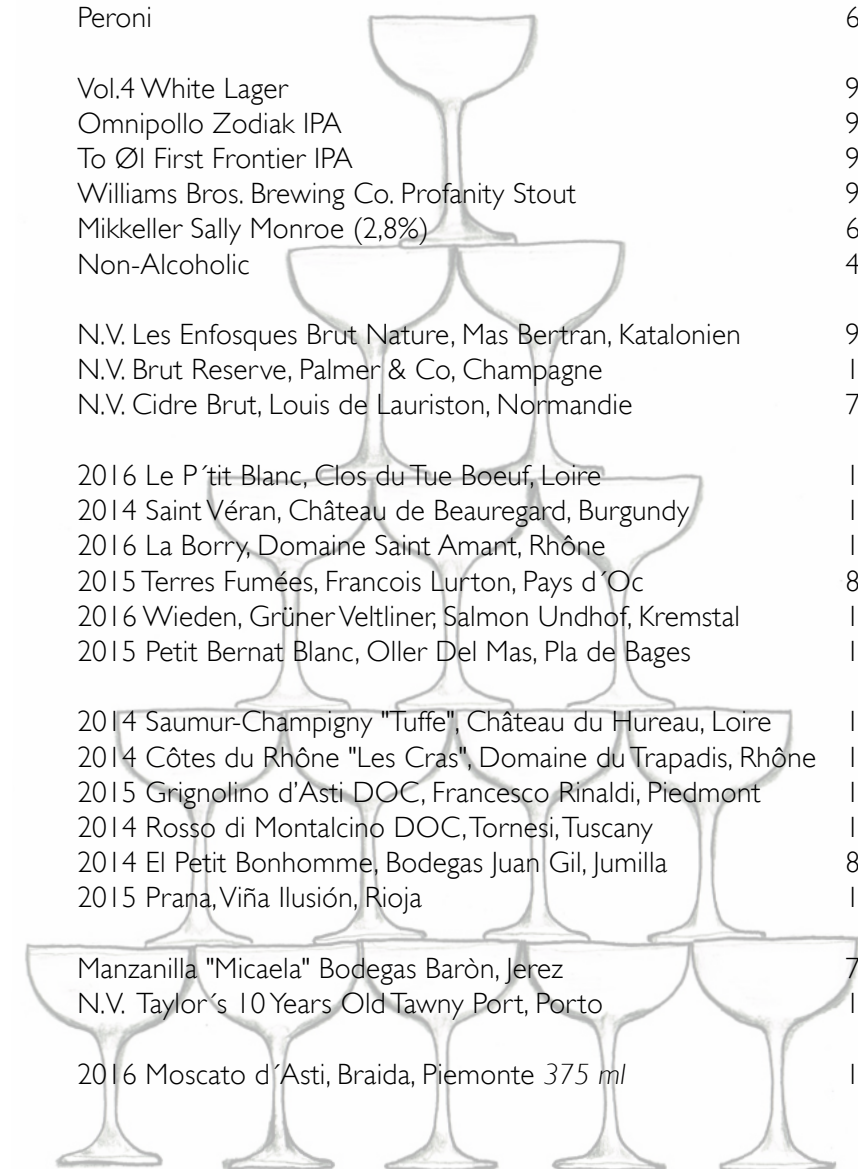 Peroni 6
Vol.4 White Lager 9
Omnipollo Zodiak IPA 9
To Øl First Frontier IPA 9
Williams Bros. Brewing Co. Profanity Stout 9
Mikkeller Sally Monroe (2,8%) 6
Non-Alcoholic 4
N.V. Les Enfosques Brut Nature, Mas Bertran, Katalonien 9
N.V. Brut Reserve, Palmer & Co, Champagne 1
N.V. Cidre Brut, Louis de Lauriston, Normandie 7
2016 Le P´tit Blanc, Clos du Tue Boeuf, Loire 1
2014 Saint Véran, Château de Beauregard, Burgundy 1
2016 La Borry, Domaine Saint Amant, Rhône 1
2015 Terres Fumées, Francois Lurton, Pays d´Oc 8
2016 Wieden, Grüner Veltliner, Salmon Undhof, Kremstal 1
2015 Petit Bernat Blanc, Oller Del Mas, Pla de Bages 1
2014 Saumur-Champigny "Tuffe", Château du Hureau, Loire 1
2014 Côtes du Rhône "Les Cras", Domaine du Trapadis, Rhône 1
2015 Grignolino d’Asti DOC, Francesco Rinaldi, Piedmont 1
2014 Rosso di Montalcino DOC, Tornesi, Tuscany 1
2014 El Petit Bonhomme, Bodegas Juan Gil, Jumilla 8
2015 Prana, Viña Ilusión, Rioja 1
Manzanilla "Micaela" Bodegas Baròn, Jerez 7
N.V. Taylor´s 10 Years Old Tawny Port, Porto 1
2016 Moscato d´Asti, Braida, Piemonte 375 ml 1